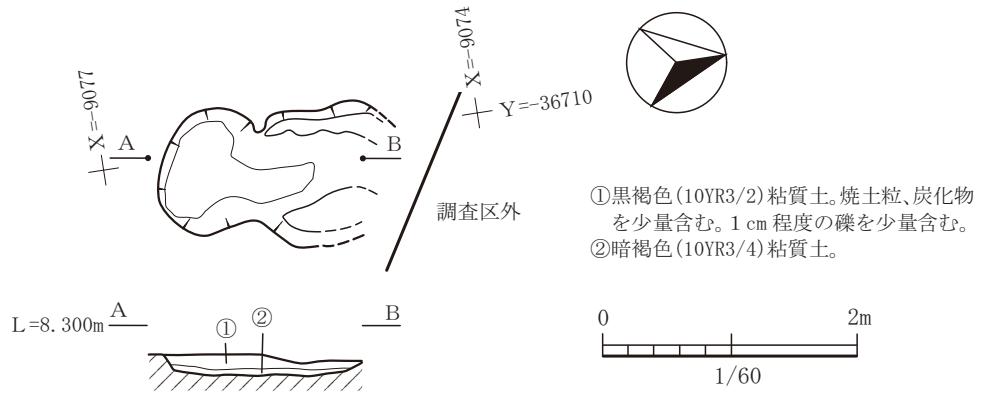 X=-9077
A
B
X=-9074
Y=-36710
調査区外
①黒褐色(10YR3/2)粘質土。焼土粒、炭化物
を少量含む。1cm程度の礫を少量含む。
②暗褐色(10YR3/4)粘質土。
L=8.300m
A
B
①
②
0
2m
1/60